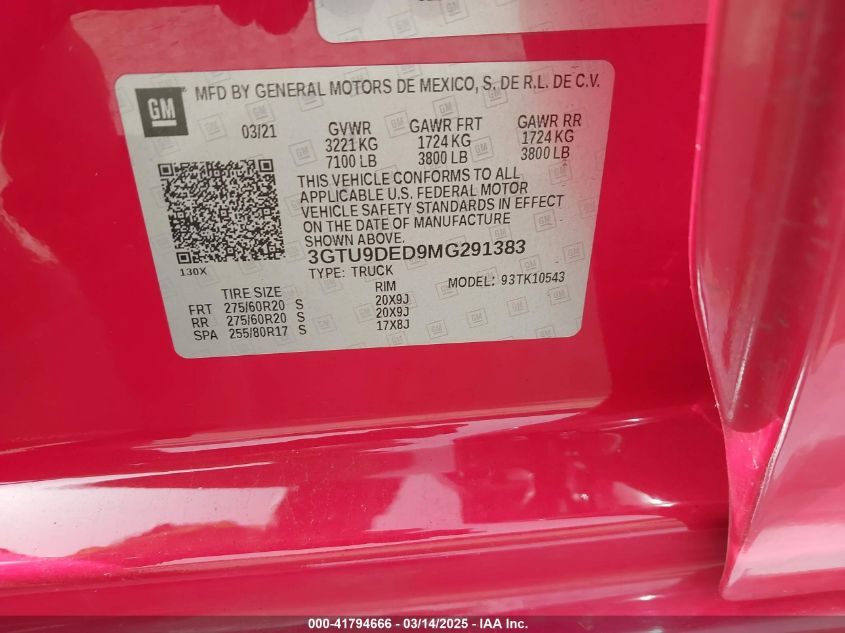 GM
MFD BY GENERAL MOTORS DE MEXICO, S. DE R.L. DE C.V.
03/21 GVWR GAWR FRT GAWR RR
3221 KG 1724 KG 1724 KG
7100 LB 3800 LB 3800 LB
THIS VEHICLE CONFORMS TO ALL
APPLICABLE U.S. FEDERAL MOTOR
VEHICLE SAFETY STANDARDS IN EFFECT
ON THE DATE OF MANUFACTURE
SHOWN ABOVE.
130X
3GTU9DED9MG291383
TYPE: TRUCK MODEL: 93TK10543
TIRE SIZE RIM
FRT 275/60R20 S 20X9J
RR 275/60R20 S 20X9J
SPA 255/80R17 S 17X8J
000-41794666 - 03/14/2025 - IAA Inc.